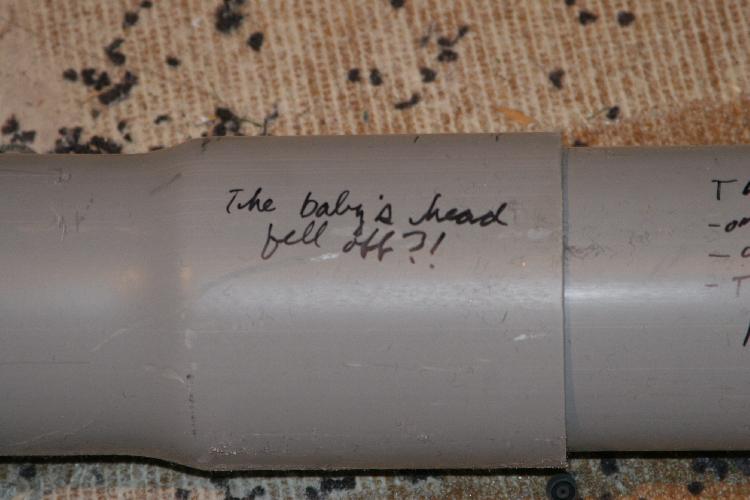 The baby's head
fell off?!